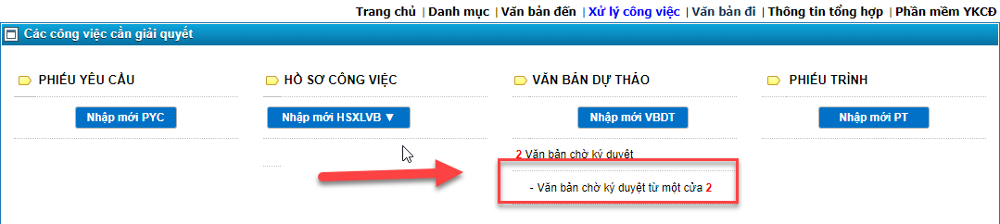 Trang chủ | Danh mục | Văn bản đến | Xử lý công việc | Văn bản đi | Thông tin tổng hợp | Phần mềm YKCĐ
Các công việc cần giải quyết
PHIẾU YÊU CẦU
HỒ SƠ CÔNG VIỆC
VĂN BẢN DỰ THẢO
PHIẾU TRÌNH
Nhập mới PYC
Nhập mới HSXLVB ▼
Nhập mới VBDT
Nhập mới PT
2 Văn bản chờ ký duyệt
- Văn bản chờ ký duyệt từ một cửa 2